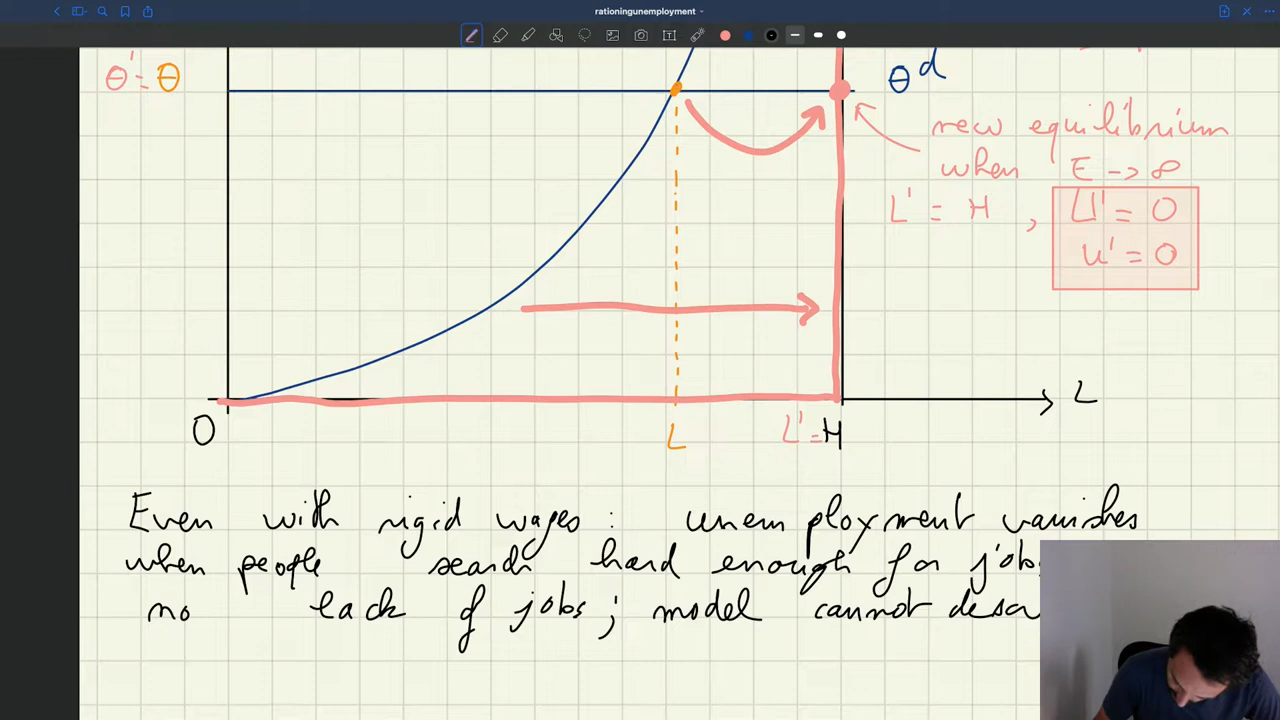 rationingunemployment
θ' = θ
θ^d
new equilibrium
when E → ∞
L' = H , U' = 0
u' = 0
L
O
L
L' = H
Even with rigid wages : unemployment vanishes
when people search hard enough for jobs
no lack of jobs ; model cannot